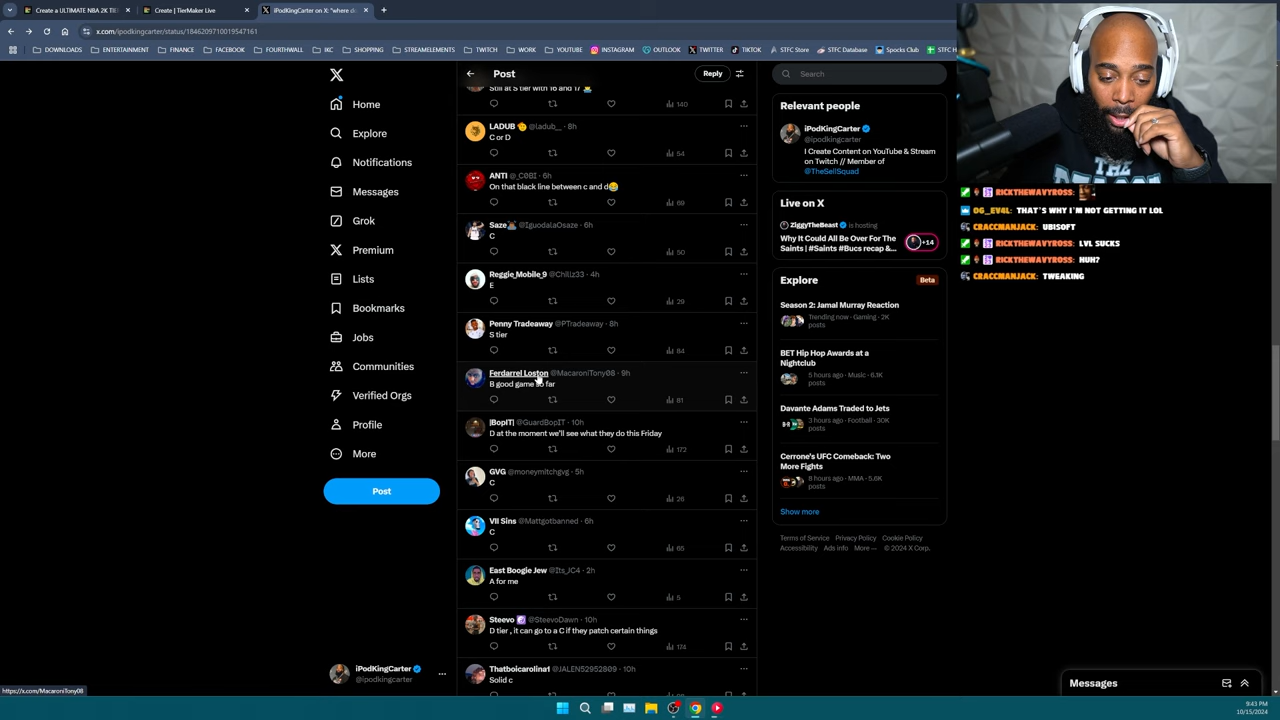 Create a ULTIMATE NBA 2K TIE
Create | TierMaker Live
iPodKingCarter on X: "where do
x.com/ipodkingcarter/status/1846209710019547161
DOWNLOADS
ENTERTAINMENT
FINANCE
FACEBOOK
FOURTHWALL
IKC
SHOPPING
STREAMELEMENTS
TWITCH
WORK
YOUTUBE
INSTAGRAM
OUTLOOK
TWITTER
TIKTOK
STFC Store
STFC Database
Spocks Club
STFC H
Home
Explore
Notifications
Messages
Grok
Premium
Lists
Bookmarks
Jobs
Communities
Verified Orgs
Profile
More
Post
iPodKingCarter
@ipodkingcarter
https://x.com/MacaroniTony08
Post
Reply
Still at S tier with 16 and 17
140
LADUB @ladub__ · 8h
C or D
54
ANTI @_C0BI · 6h
On that black line between c and d
69
Saze @IguodalaOsaze · 6h
C
50
Reggie_Mobile_9 @Chillz33 · 4h
E
29
Penny Tradeaway @PTradeaway · 8h
S tier
84
Ferdarrel Loston @MacaroniTony08 · 9h
B good game so far
81
|BopIT| @GuardBopIT · 10h
D at the moment we'll see what they do this Friday
172
GVG @moneymitchgvg · 5h
C
26
VII Sins @Mattgotbanned · 6h
C
65
East Boogie Jew @Its_JC4 · 2h
A for me
5
Steevo @SteevoDawn · 10h
D tier , it can go to a C if they patch certain things
174
Thatboicarolina1 @JALEN52952809 · 10h
Solid c
Search
Relevant people
iPodKingCarter
@ipodkingcarter
I Create Content on YouTube & Stream
on Twitch // Member of
@TheSellSquad
Live on X
ZiggyTheBeast is hosting
Why It Could All Be Over For The
Saints | #Saints #Bucs recap &...
+14
Explore
Beta
Season 2: Jamal Murray Reaction
Trending now · Gaming · 2K
posts
BET Hip Hop Awards at a
Nightclub
5 hours ago · Music · 6.1K
posts
Davante Adams Traded to Jets
3 hours ago · Football · 30K
posts
Cerrone's UFC Comeback: Two
More Fights
8 hours ago · MMA · 5.6K
posts
Show more
Terms of Service Privacy Policy Cookie Policy
Accessibility Ads info More — © 2024 X Corp.
Messages
RICKTHEWAVYROSS:
OG_EV4L: THAT'S WHY I'M NOT GETTING IT LOL
CRACCMANJACK: UBISOFT
RICKTHEWAVYROSS: LVL SUCKS
RICKTHEWAVYROSS: HUH?
CRACCMANJACK: TWEAKING
9:43 PM
10/15/2024